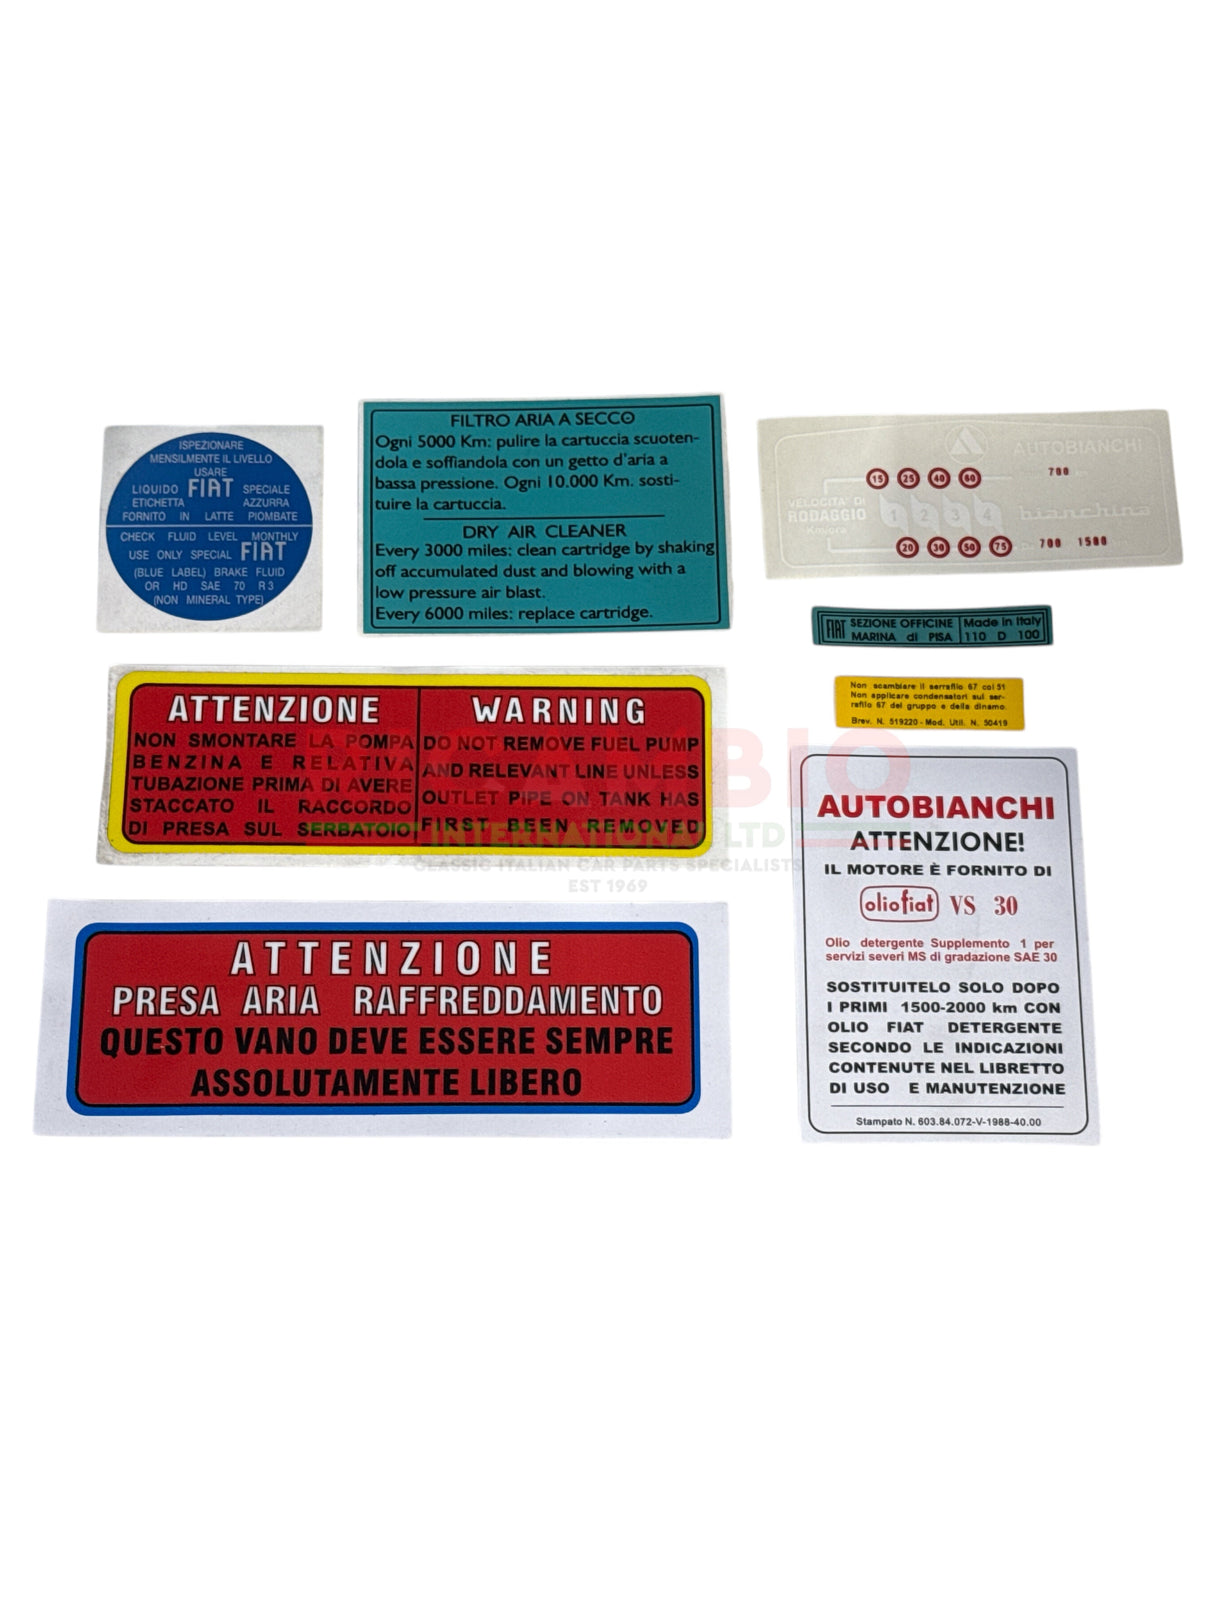 ISPEZIONARE
MENSILMENTE IL LIVELLO
USARE
LIQUIDO FIAT SPECIALE
ETICHETTA AZZURRA
FORNITO IN LATTE PIOMBATE
CHECK FLUID LEVEL MONTHLY
USE ONLY SPECIAL FIAT
(BLUE LABEL) BRAKE FLUID
OR HD SAE 70 R3
(NON MINERAL TYPE)
FILTRO ARIA A SECCO
Ogni 5000 Km: pulire la cartuccia scuoten-
dola e soffiandola con un getto d'aria a
bassa pressione. Ogni 10.000 Km. sosti-
tuire la cartuccia.
DRY AIR CLEANER
Every 3000 miles: clean cartridge by shaking
off accumulated dust and blowing with a
low pressure air blast.
Every 6000 miles: replace cartridge.
AUTOBIANCHI
15 25 40 60 700
VELOCITA' DI
RODAGGIO
Km/ora
1 2 3 4
bianchina
20 30 50 75 700 1500
FIAT
SEZIONE OFFICINE
MARINA di PISA
Made in Italy
110 D 100
Non scambiare il serrafilo 67 col 51
Non applicare condensatori sul ser-
rafilo 67 del gruppo e della dinamo.
Brev. N. 519220 - Mod. Util. N. 50419
ATTENZIONE
NON SMONTARE LA POMPA
BENZINA E RELATIVA
TUBAZIONE PRIMA DI AVERE
STACCATO IL RACCORDO
DI PRESA SUL SERBATOIO
WARNING
DO NOT REMOVE FUEL PUMP
AND RELEVANT LINE UNLESS
OUTLET PIPE ON TANK HAS
FIRST BEEN REMOVED
INTERNATIONAL LTD
CLASSIC ITALIAN CAR PARTS SPECIALISTS
EST 1969
ATTENZIONE
PRESA ARIA RAFFREDDAMENTO
QUESTO VANO DEVE ESSERE SEMPRE
ASSOLUTAMENTE LIBERO
AUTOBIANCHI
ATTENZIONE!
IL MOTORE È FORNITO DI
oliofiat VS 30
Olio detergente Supplemento 1 per
servizi severi MS di gradazione SAE 30
SOSTITUITELO SOLO DOPO
I PRIMI 1500-2000 km CON
OLIO FIAT DETERGENTE
SECONDO LE INDICAZIONI
CONTENUTE NEL LIBRETTO
DI USO E MANUTENZIONE
Stampato N. 603.84.072-V-1988-40.00